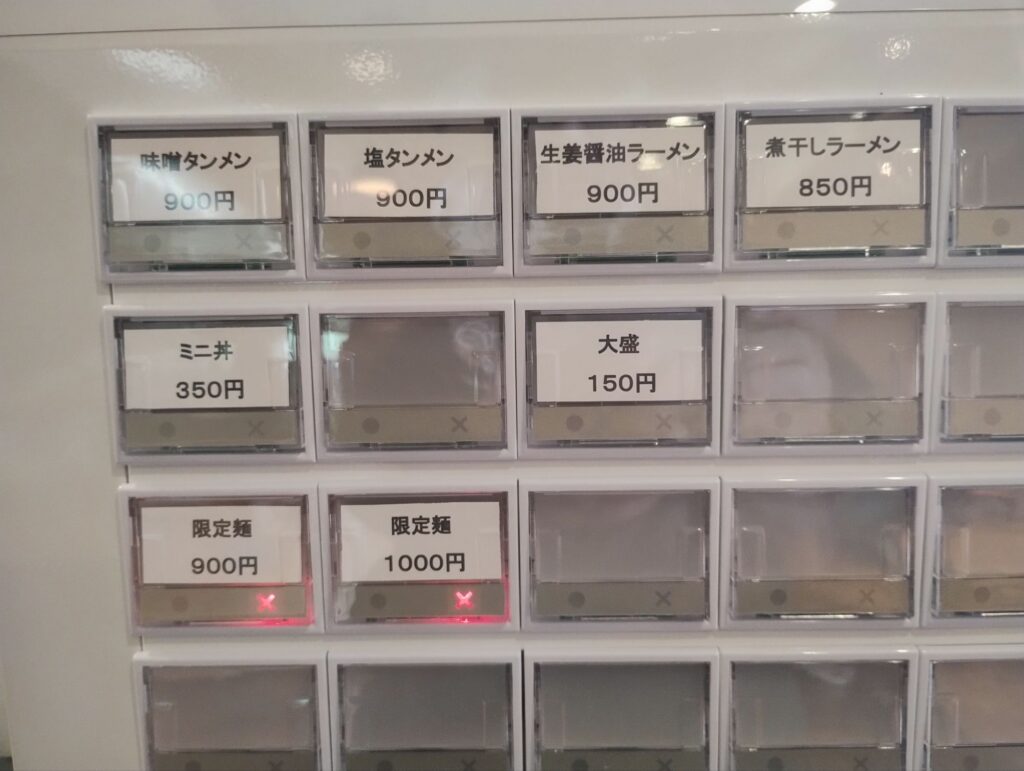 味噌タンメン
900円
塩タンメン
900円
生姜醤油ラーメン
900円
煮干しラーメン
850円
ミニ丼
350円
大盛
150円
限定麺
900円
限定麺
1000円